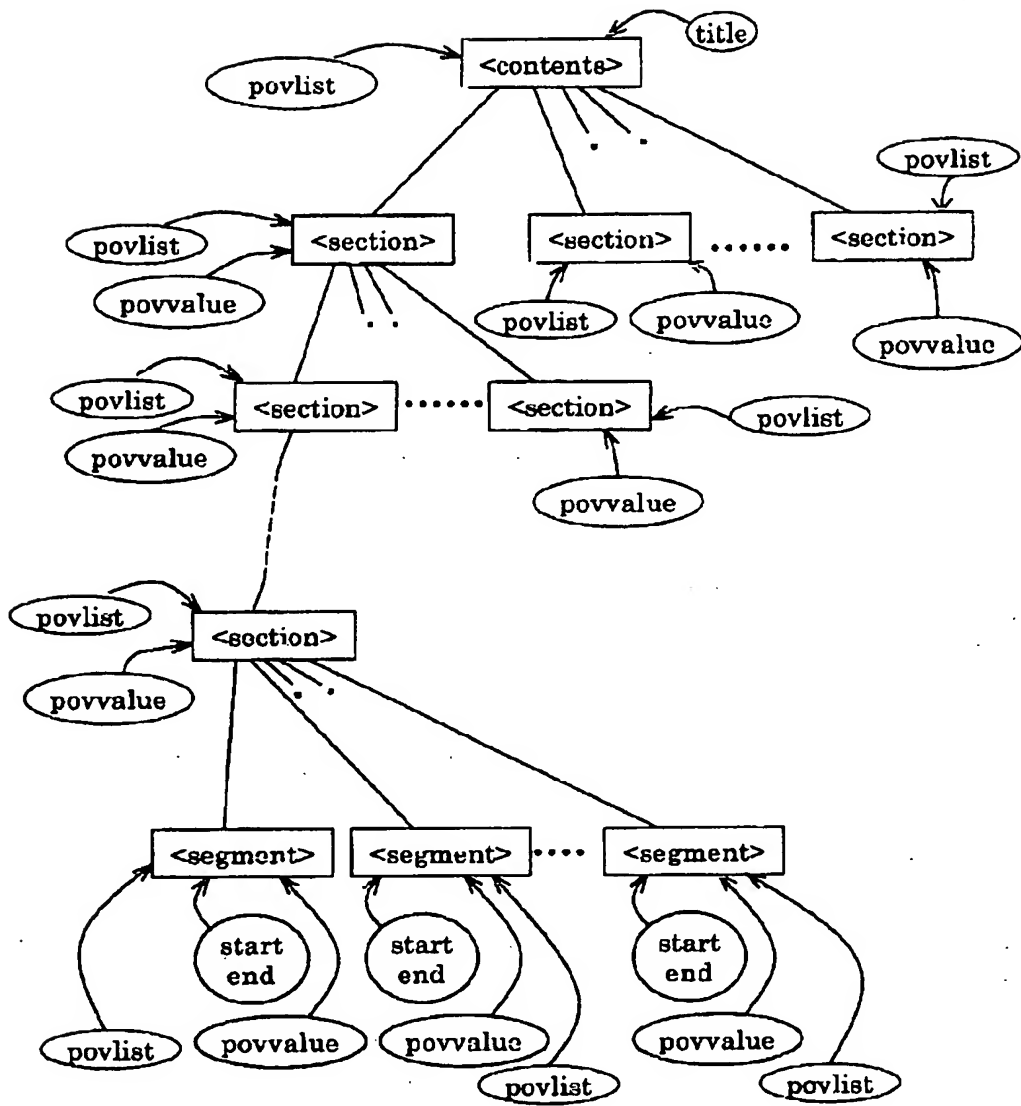 title
<contents>
povlist
povlist
povlist
<section>
<section>
<section>
povvalue
povlist
povvalue
povvalue
povlist
<section>
<section>
povlist
povvalue
povvalue
povlist
<section>
povvalue
<segment>
<segment>
<segment>
start
end
start
end
start
end
povlist
povvalue
povvalue
povlist
povvalue
povlist